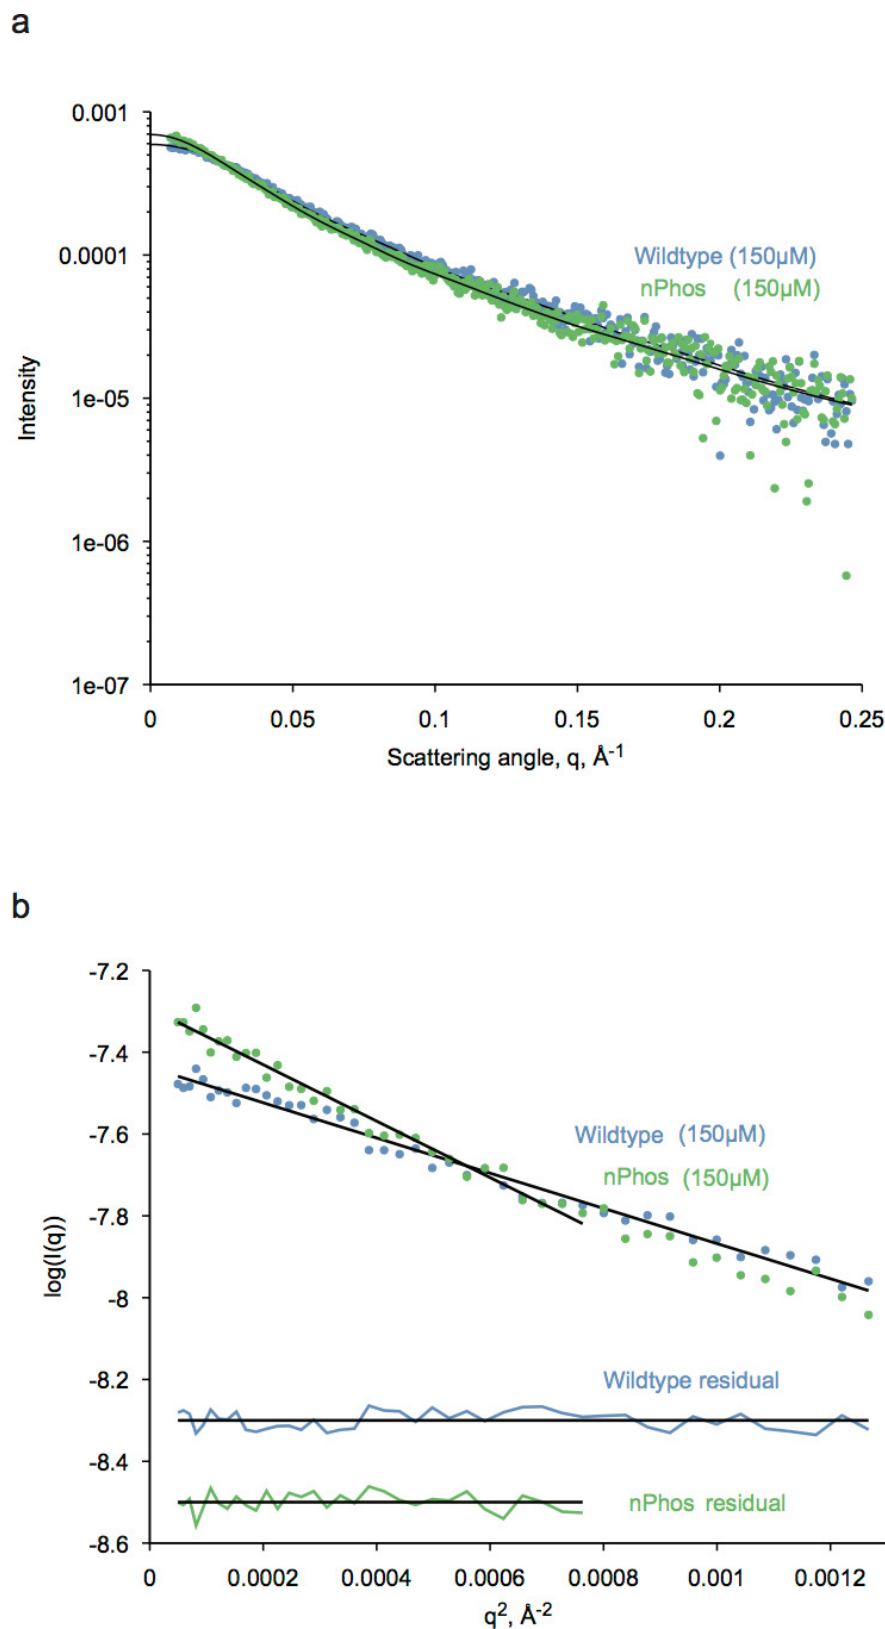 a
0.001
0.0001
1e-05
1e-06
1e-07
Intensity
Wildtype (150µM)
nPhos (150µM)
0 0.05 0.1 0.15 0.2 0.25
Scattering angle, q, Å-1
b
-7.2
-7.4
-7.6
-7.8
-8
-8.2
-8.4
-8.6
log(I(q))
Wildtype (150µM)
nPhos (150µM)
Wildtype residual
nPhos residual
0 0.0002 0.0004 0.0006 0.0008 0.001 0.0012
q2, Å-2